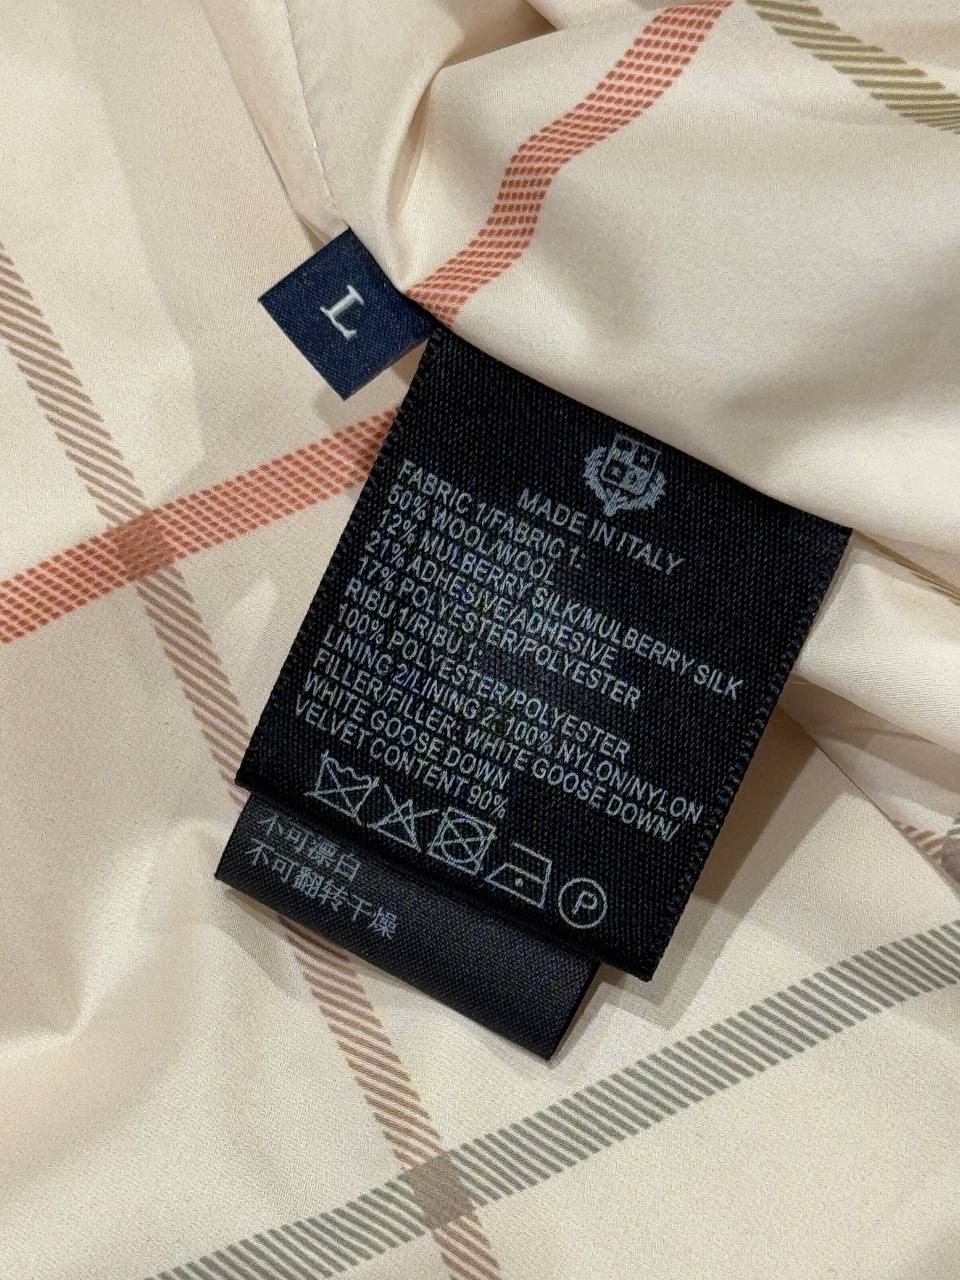 L
MADE IN ITALY
FABRIC 1/FABRIC 1:
50% WOOL/WOOL
12% MULBERRY SILK/MULBERRY SILK
21% ADHESIVE/ADHESIVE
17% POLYESTER/POLYESTER
RIBU 1/RIBU 1:
100% POLYESTER/POLYESTER
LINING 2/LINING 2: 100% NYLON/NYLON
FILLER/FILLER: WHITE GOOSE DOWN/
WHITE GOOSE DOWN
VELVET CONTENT 90%
P
不可漂白
不可翻转干燥